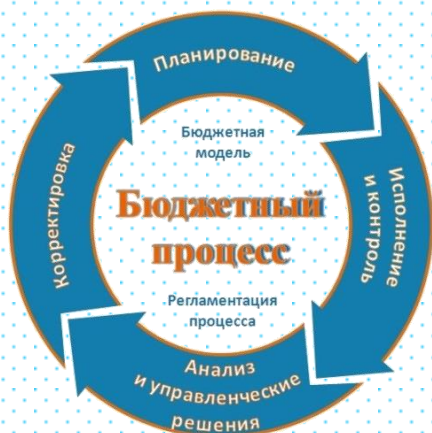 Планирование
Бюджетная
модель
Бюджетный
процесс
Регламентация
процесса
Исполнение
и контроль
Анализ
и управленческие
решения
Корректировка